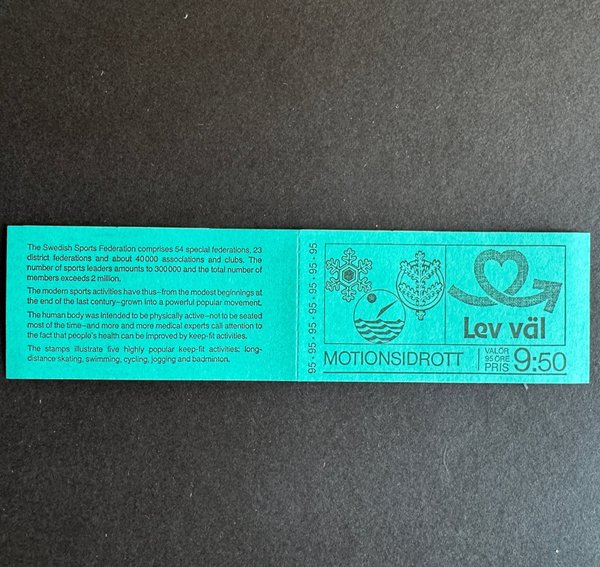 The Swedish Sports Federation comprises 54 special federations, 23
district federations and about 40000 associations and clubs. The
number of sports leaders amounts to 300000 and the total number of
members exceeds 2 million.
The modern sports activities have thus–from the modest beginnings at
the end of the last century–grown into a powerful popular movement.
The human body was intended to be physically active–not to be seated
most of the time–and more and more medical experts call attention to
the fact that people's health can be improved by keep-fit activities.
The stamps illustrate five highly popular keep-fit activities: long-
distance skating, swimming, cycling, jogging and badminton.
95·95·95·95·95·95·95
Lev väl
MOTIONSIDROTT
VALÖR
95 ÖRE
PRIS 9:50